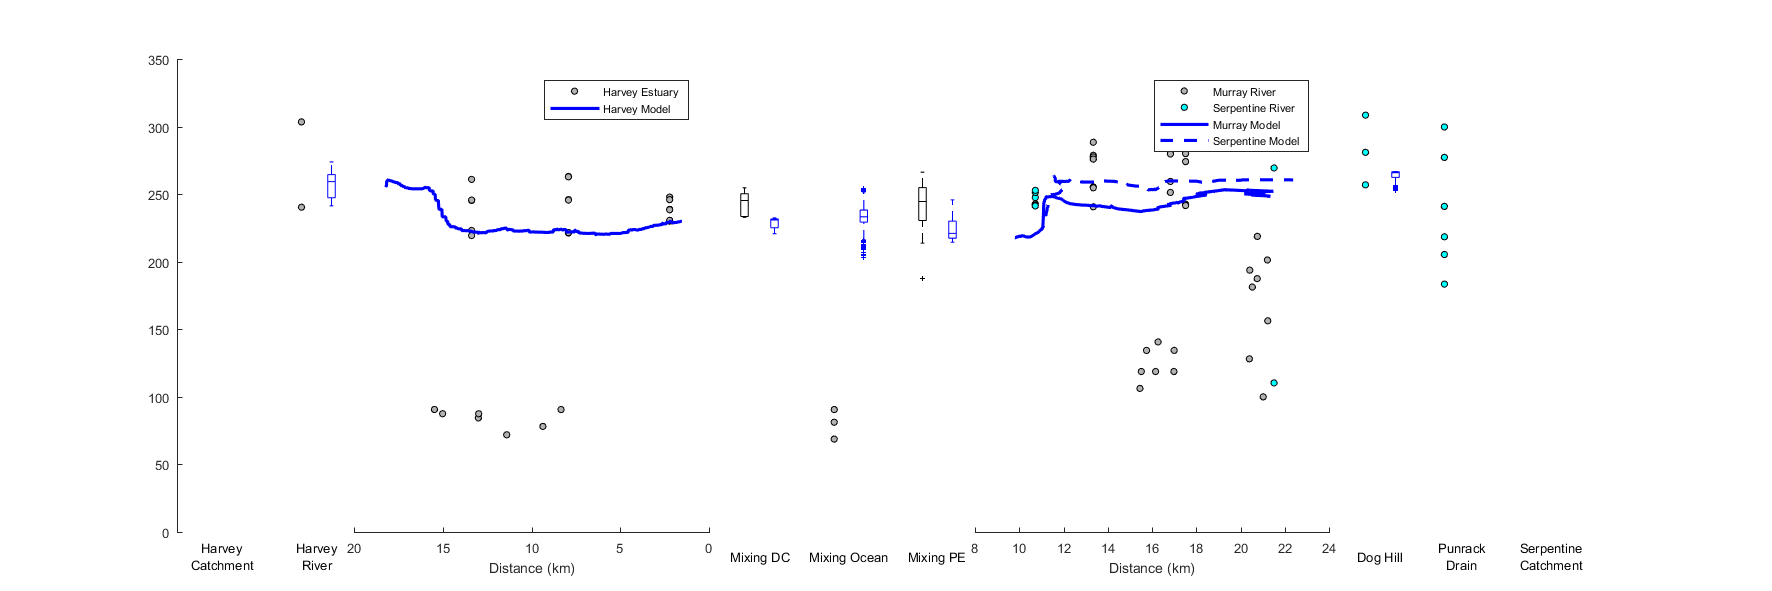 350
300
250
200
150
100
50
0
Harvey Estuary
Harvey Model
Murray River
Serpentine River
Murray Model
Serpentine Model
20 15 10 5 0
8 10 12 14 16 18 20 22 24
Harvey
Catchment
Harvey
River
Distance (km)
Mixing DC
Mixing Ocean
Mixing PE
Distance (km)
Dog Hill
Punrack
Drain
Serpentine
Catchment